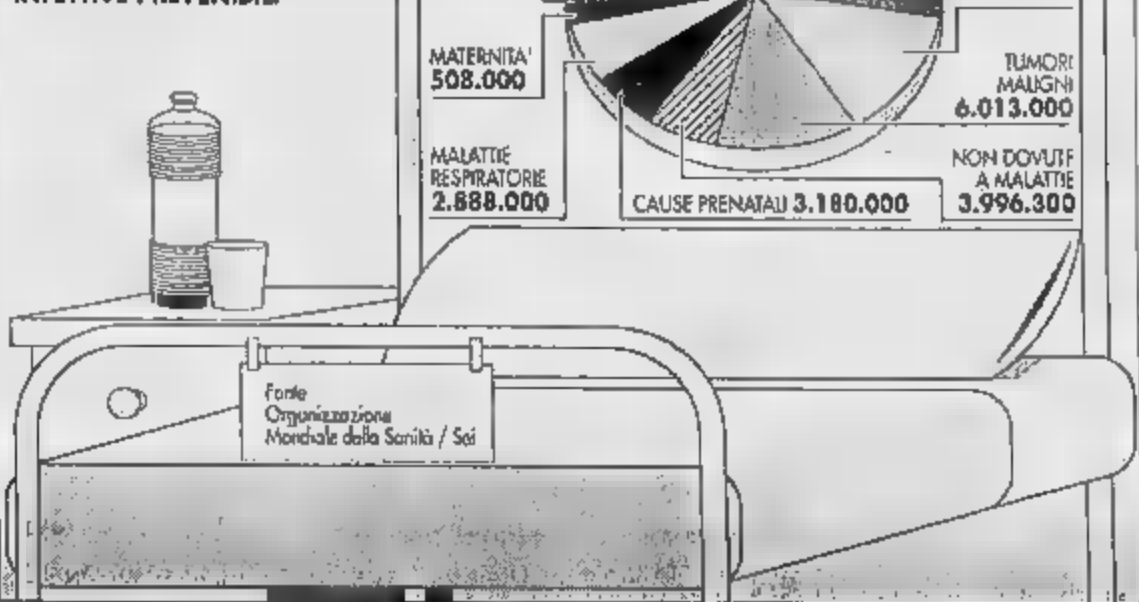 MATERNITA'
508.000
MALATTIE
RESPIRATORIE
2.888.000
CAUSE PRENATALI 3.180.000
TUMORI
MALIGNI
6.013.000
NON DOVUTE
A MALATTIE
3.996.300
Fonte
Organizzazione
Mondiale della Sanità /